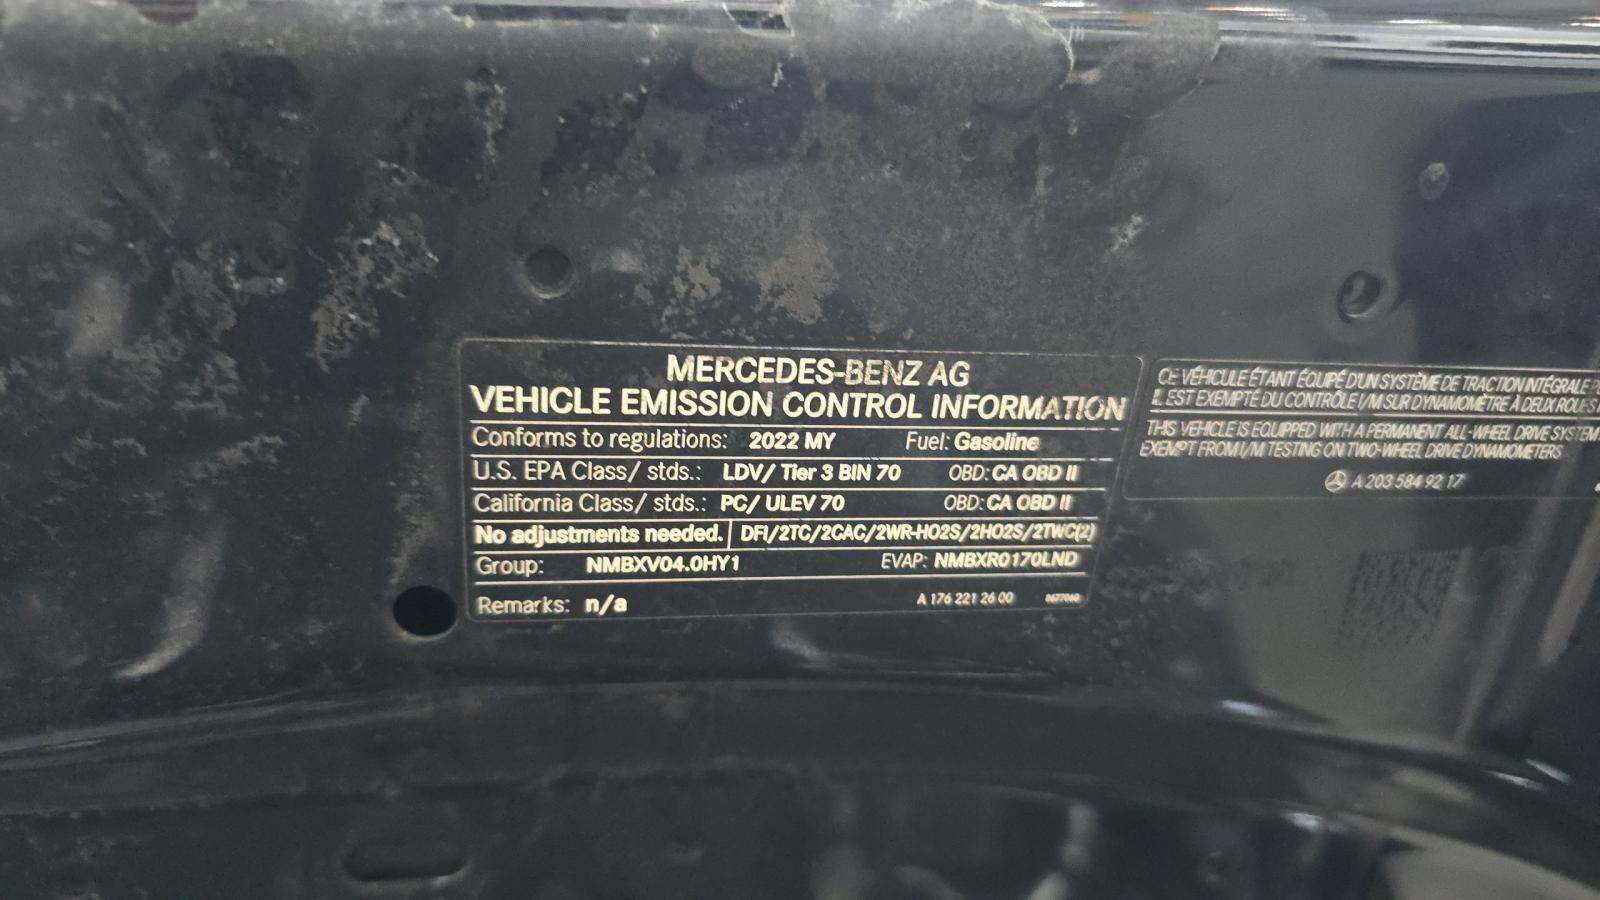 MERCEDES-BENZ AG
VEHICLE EMISSION CONTROL INFORMATION
Conforms to regulations: 2022 MY Fuel: Gasoline
U.S. EPA Class/ stds.: LDV/ Tier 3 BIN 70 OBD: CA OBD II
California Class/ stds.: PC/ ULEV 70 OBD: CA OBD II
No adjustments needed. DFI/2TC/2CAC/2WR-HO2S/2HO2S/2TWC(2)
Group: NMBXV04.0HY1 EVAP: NMBXR0170LND
Remarks: n/a A 176 221 26 00
CE VÉHICULE ÉTANT ÉQUIPÉ D'UN SYSTÈME DE TRACTION INTÉGRALE
IL EST EXEMPTÉ DU CONTRÔLE I/M SUR DYNAMOMÈTRE À DEUX ROUES
THIS VEHICLE IS EQUIPPED WITH A PERMANENT ALL-WHEEL DRIVE SYSTEM
EXEMPT FROM I/M TESTING ON TWO-WHEEL DRIVE DYNAMOMETERS
A 203 584 92 17